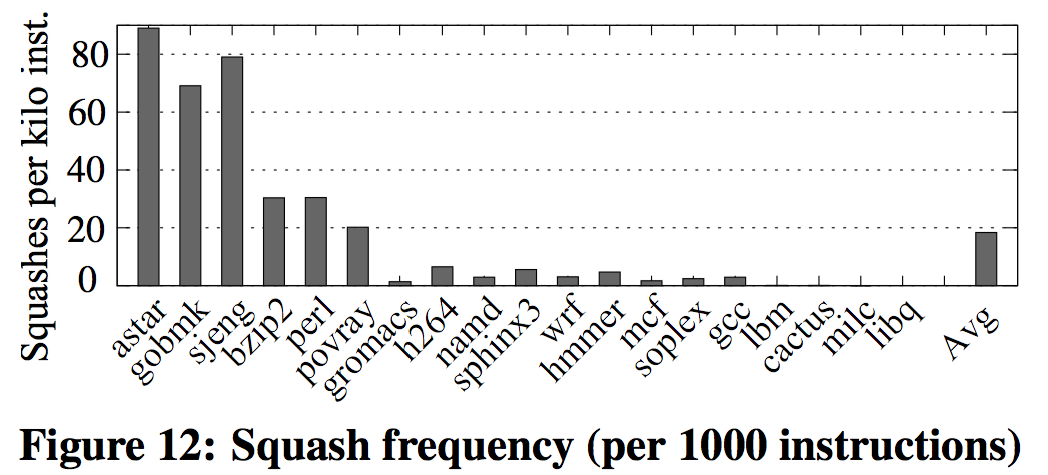 Squashes per kilo inst.
80
60
40
20
0
astar
gobmk
sjeng
bzip2
perl
povray
gromacs
h264
namd
sphinx3
wrf
hmmer
mcf
soplex
gcc
lbm
cactus
milc
libq
Avg
Figure 12: Squash frequency (per 1000 instructions)